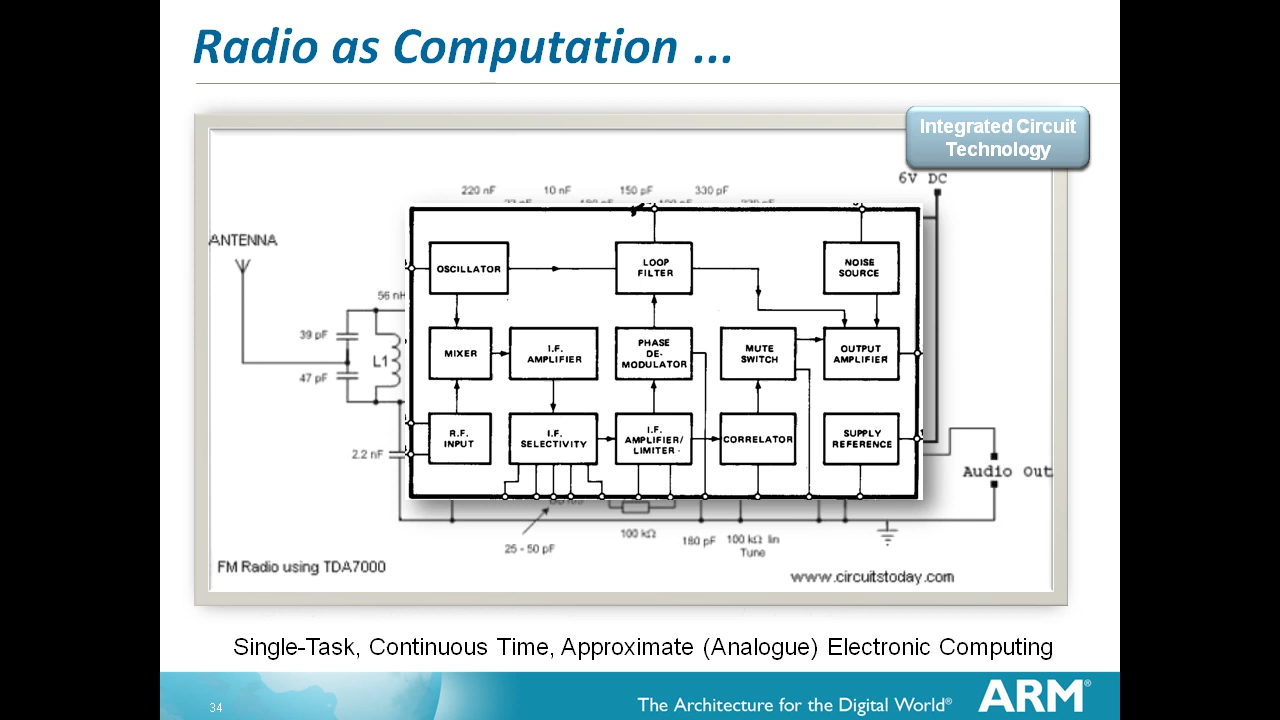 Radio as Computation ...
Integrated Circuit
Technology
6V DC
220 nF 10 nF 150 pF 330 pF
ANTENNA
56 nH
39 pF
L1
47 pF
2.2 nF
OSCILLATOR
LOOP
FILTER
NOISE
SOURCE
MIXER
I.F.
AMPLIFIER
PHASE
DE-
MODULATOR
MUTE
SWITCH
OUTPUT
AMPLIFIER
R.F.
INPUT
I.F.
SELECTIVITY
I.F.
AMPLIFIER/
LIMITER
CORRELATOR
SUPPLY
REFERENCE
Audio Out
25 - 50 pF
100 kΩ
180 pF
100 kΩ lin
Tune
FM Radio using TDA7000
www.circuitstoday.com
Single-Task, Continuous Time, Approximate (Analogue) Electronic Computing
34
The Architecture for the Digital World®
ARM®